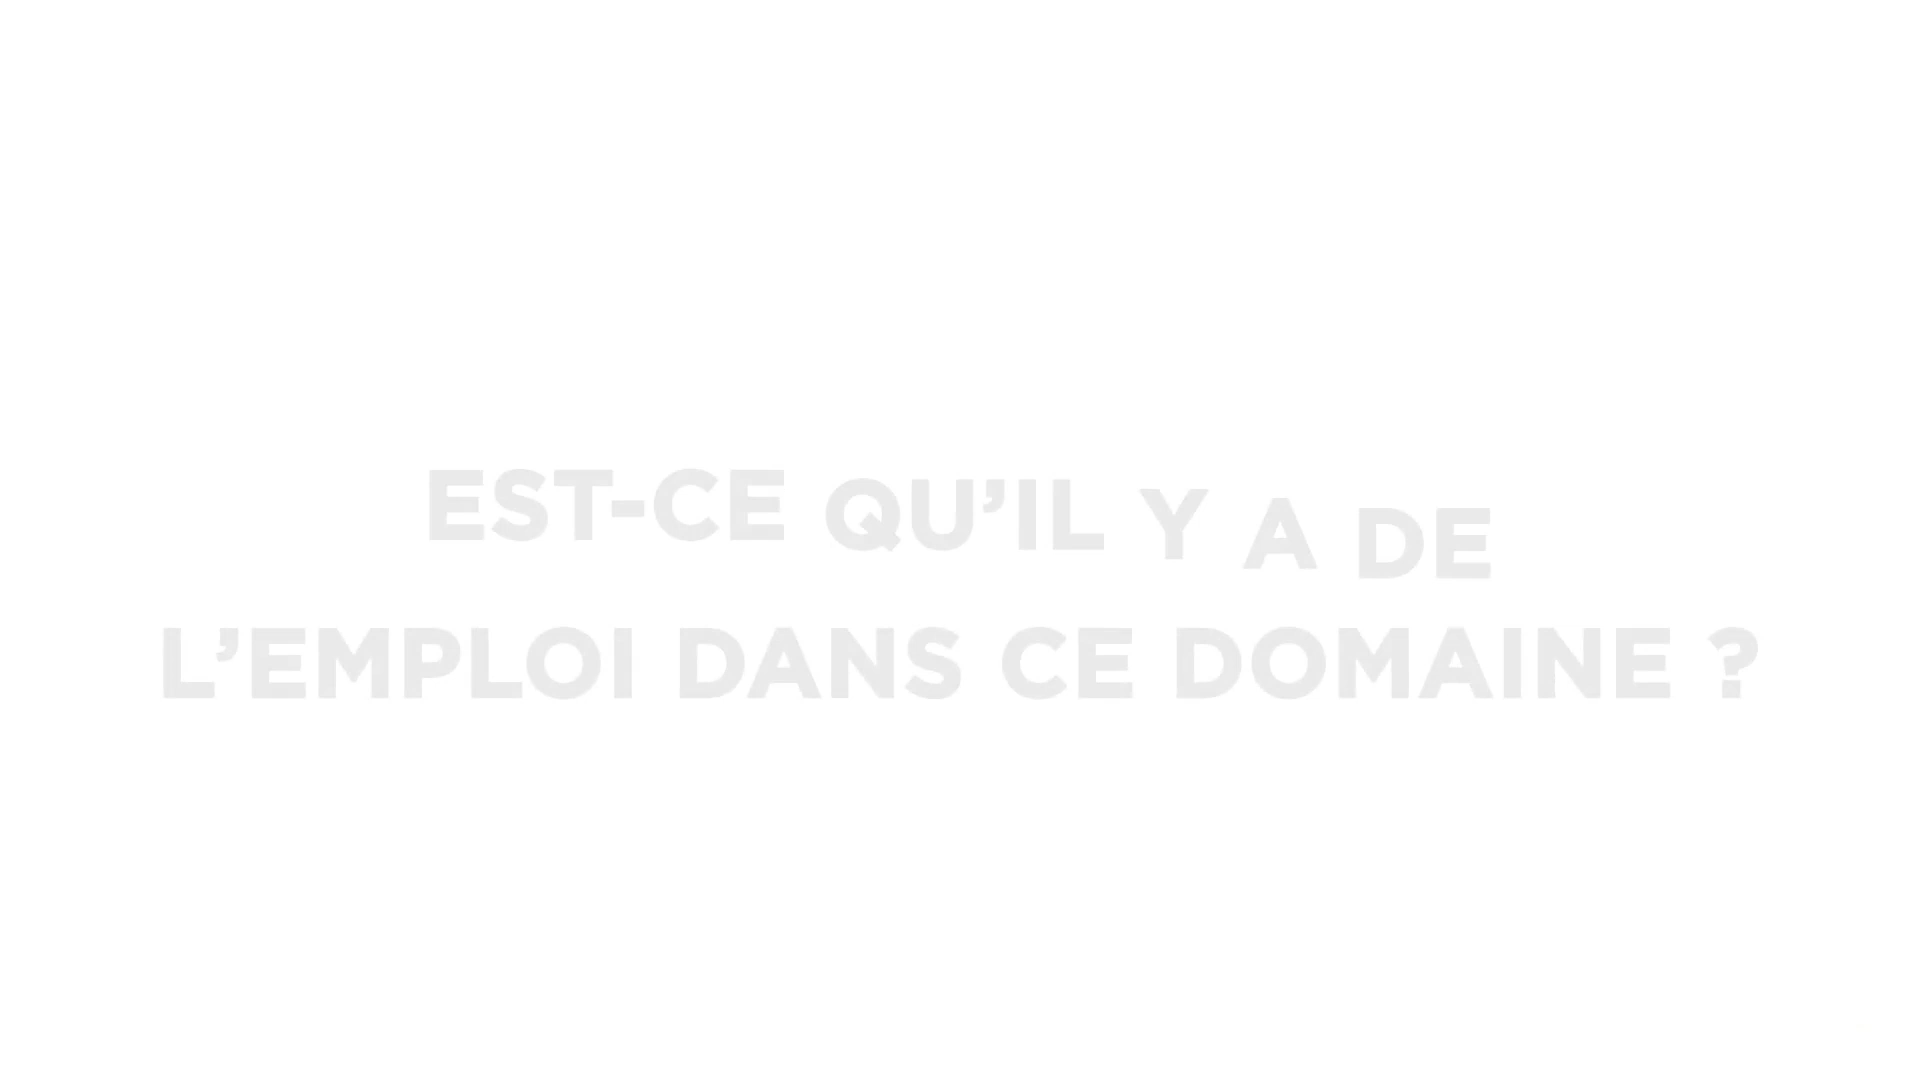 EST-CE QU’IL Y A DE
L’EMPLOI DANS CE DOMAINE ?